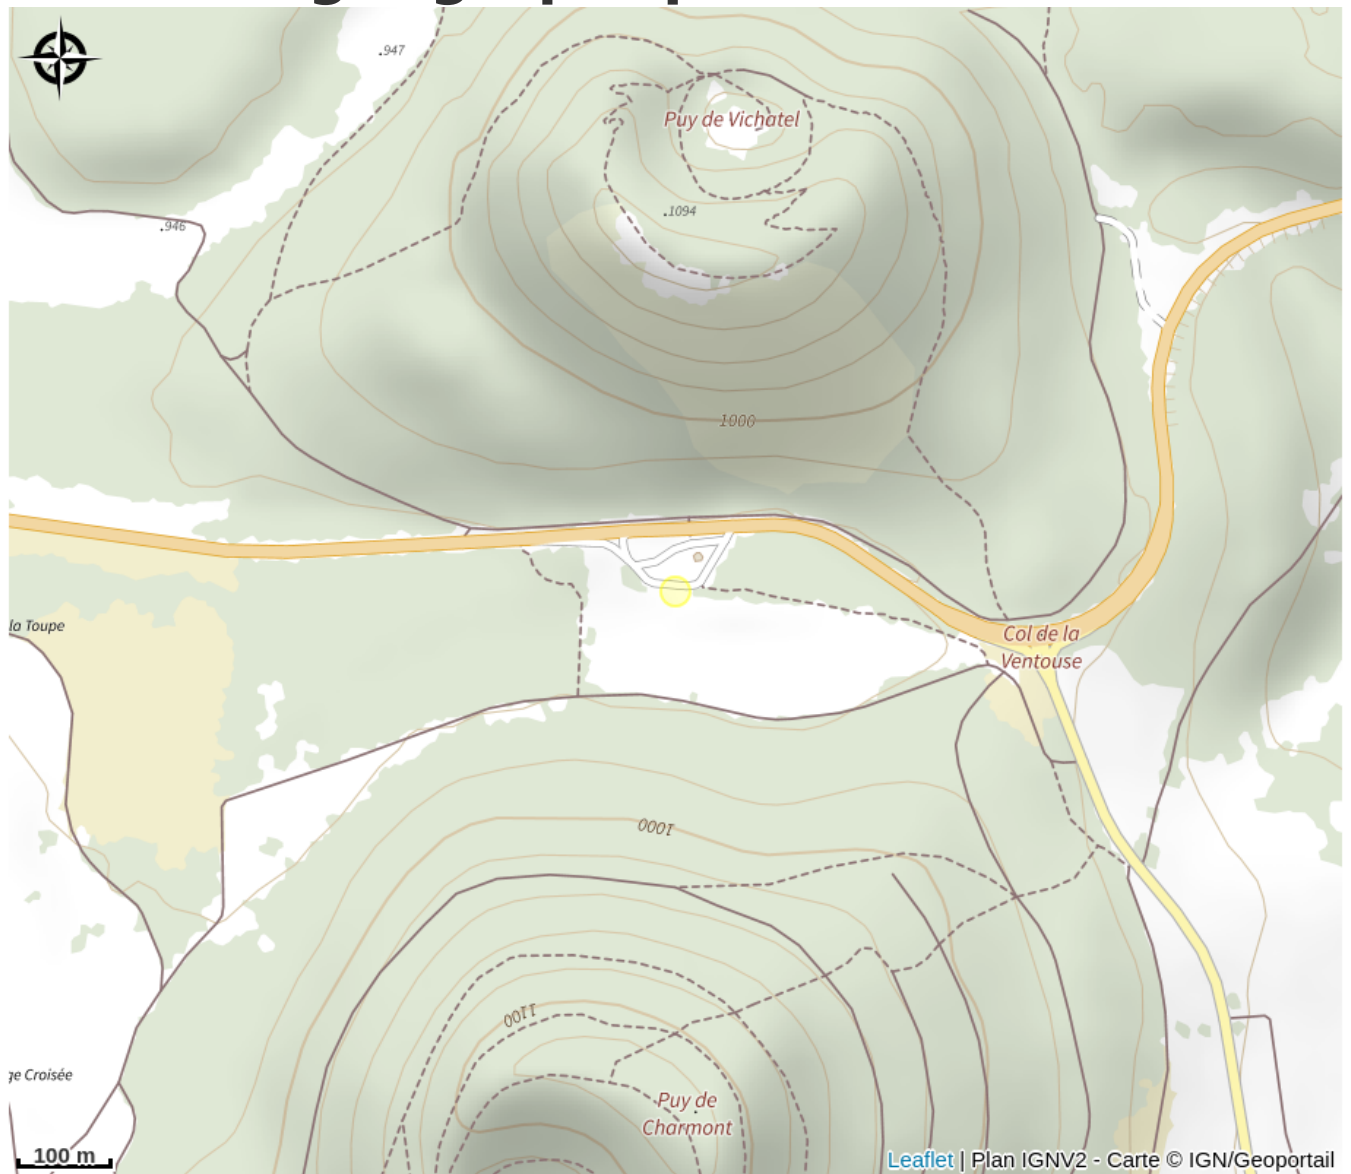 .947
Puy de Vichatel
.1094
.946
1000
la Toupe
Col de la
Ventouse
1000
1100
ge Croisée
Puy de
Charmont
100 m
Leaflet | Plan IGNV2 - Carte © IGN/Geoportail